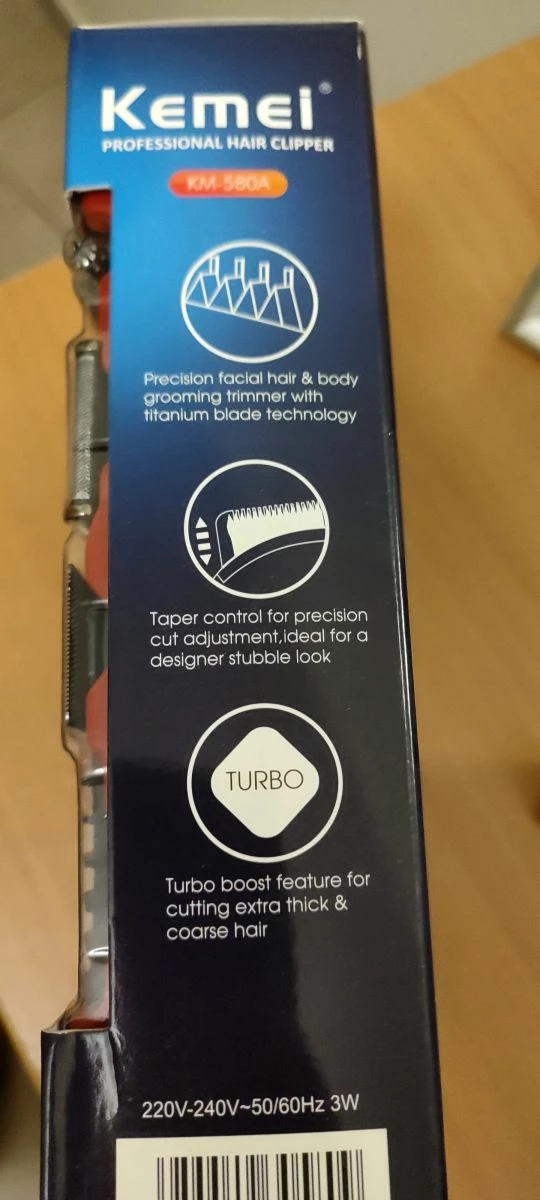 Kemei®
PROFESSIONAL HAIR CLIPPER
KM-580A
Precision facial hair & body
grooming trimmer with
titanium blade technology
Taper control for precision
cut adjustment,ideal for a
designer stubble look
TURBO
Turbo boost feature for
cutting extra thick &
coarse hair
220V-240V~50/60Hz 3W